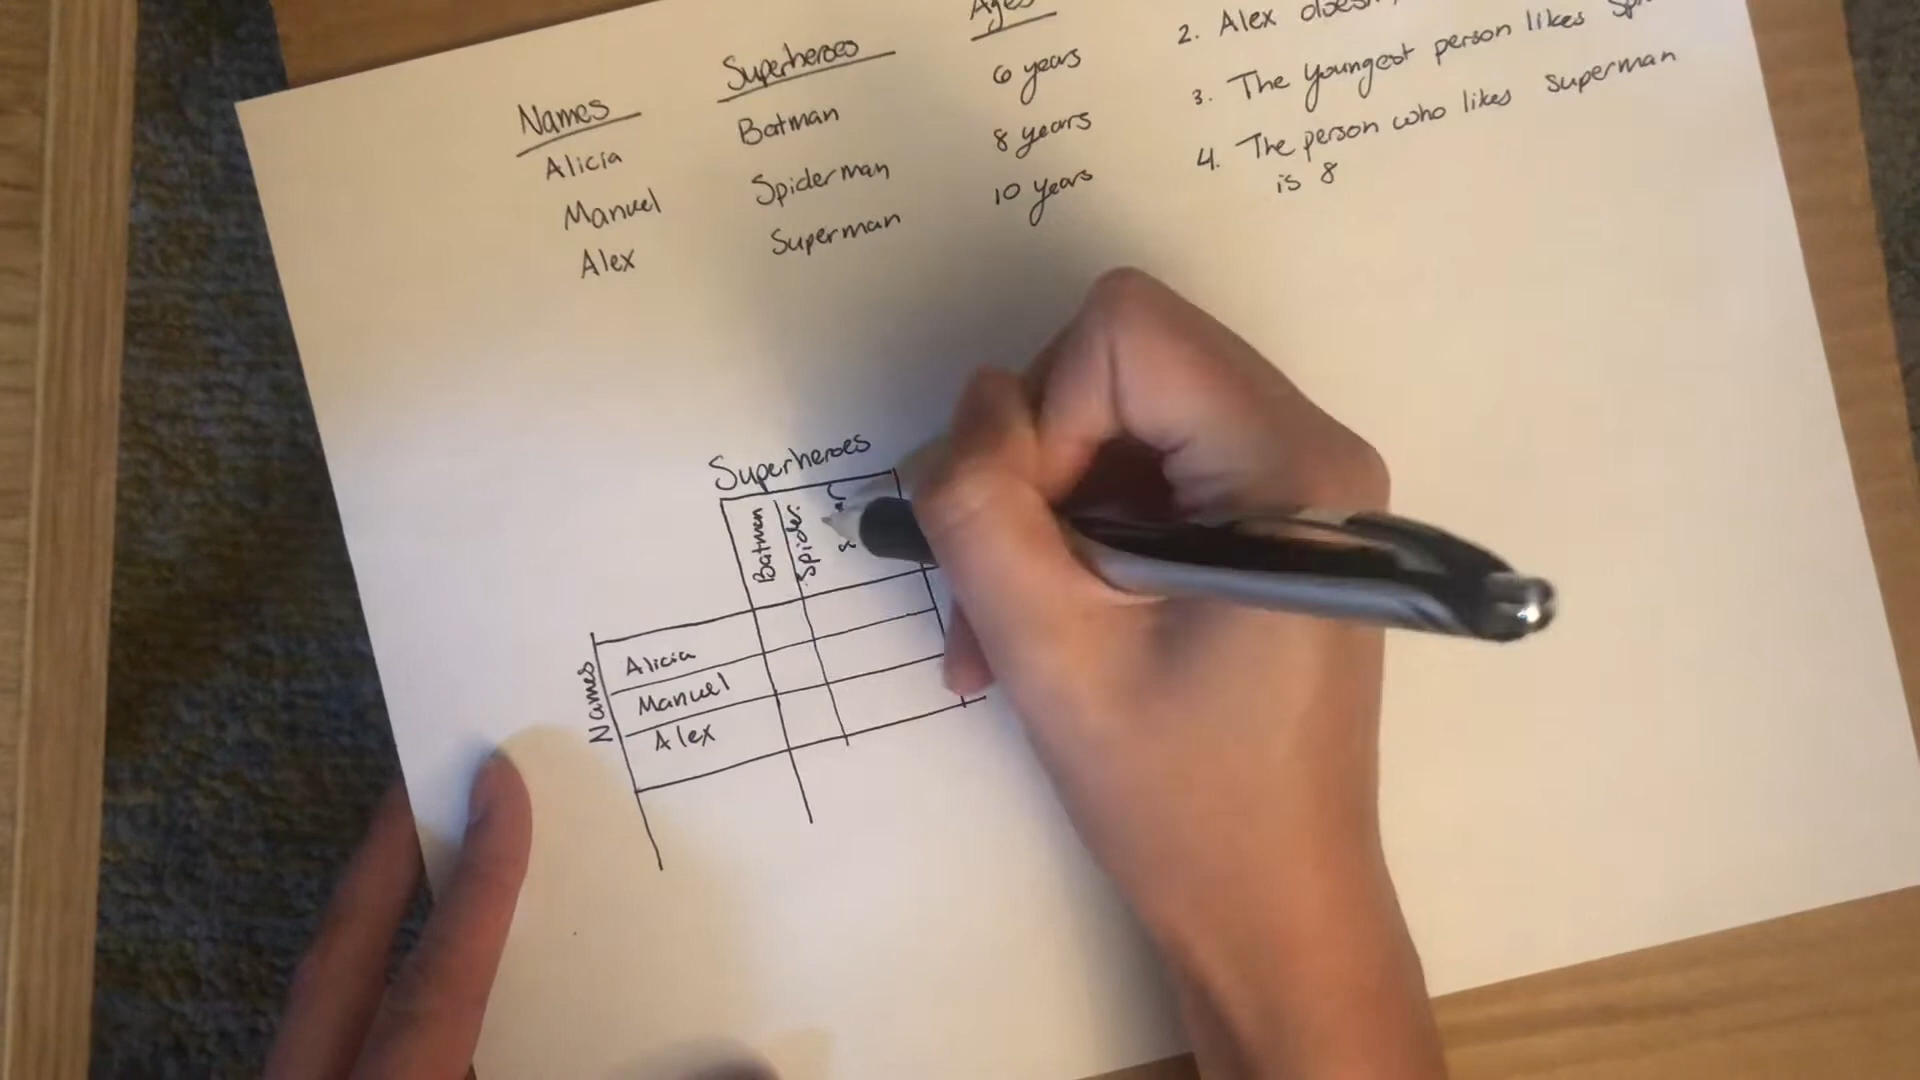 Names
Alicia
Manuel
Alex
Superheroes
Batman
Spiderman
Superman
6 years
8 years
10 years
2. Alex
3. The youngest person likes
4. The person who likes superman
is 8
Superheroes
Batman
Spider.
Names
Alicia
Manuel
Alex